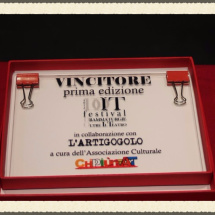 VINCITORE
prima edizione
IT
festival
in collaborazione con
L'ARTIGOGOLO
a cura dell'Associazione Culturale